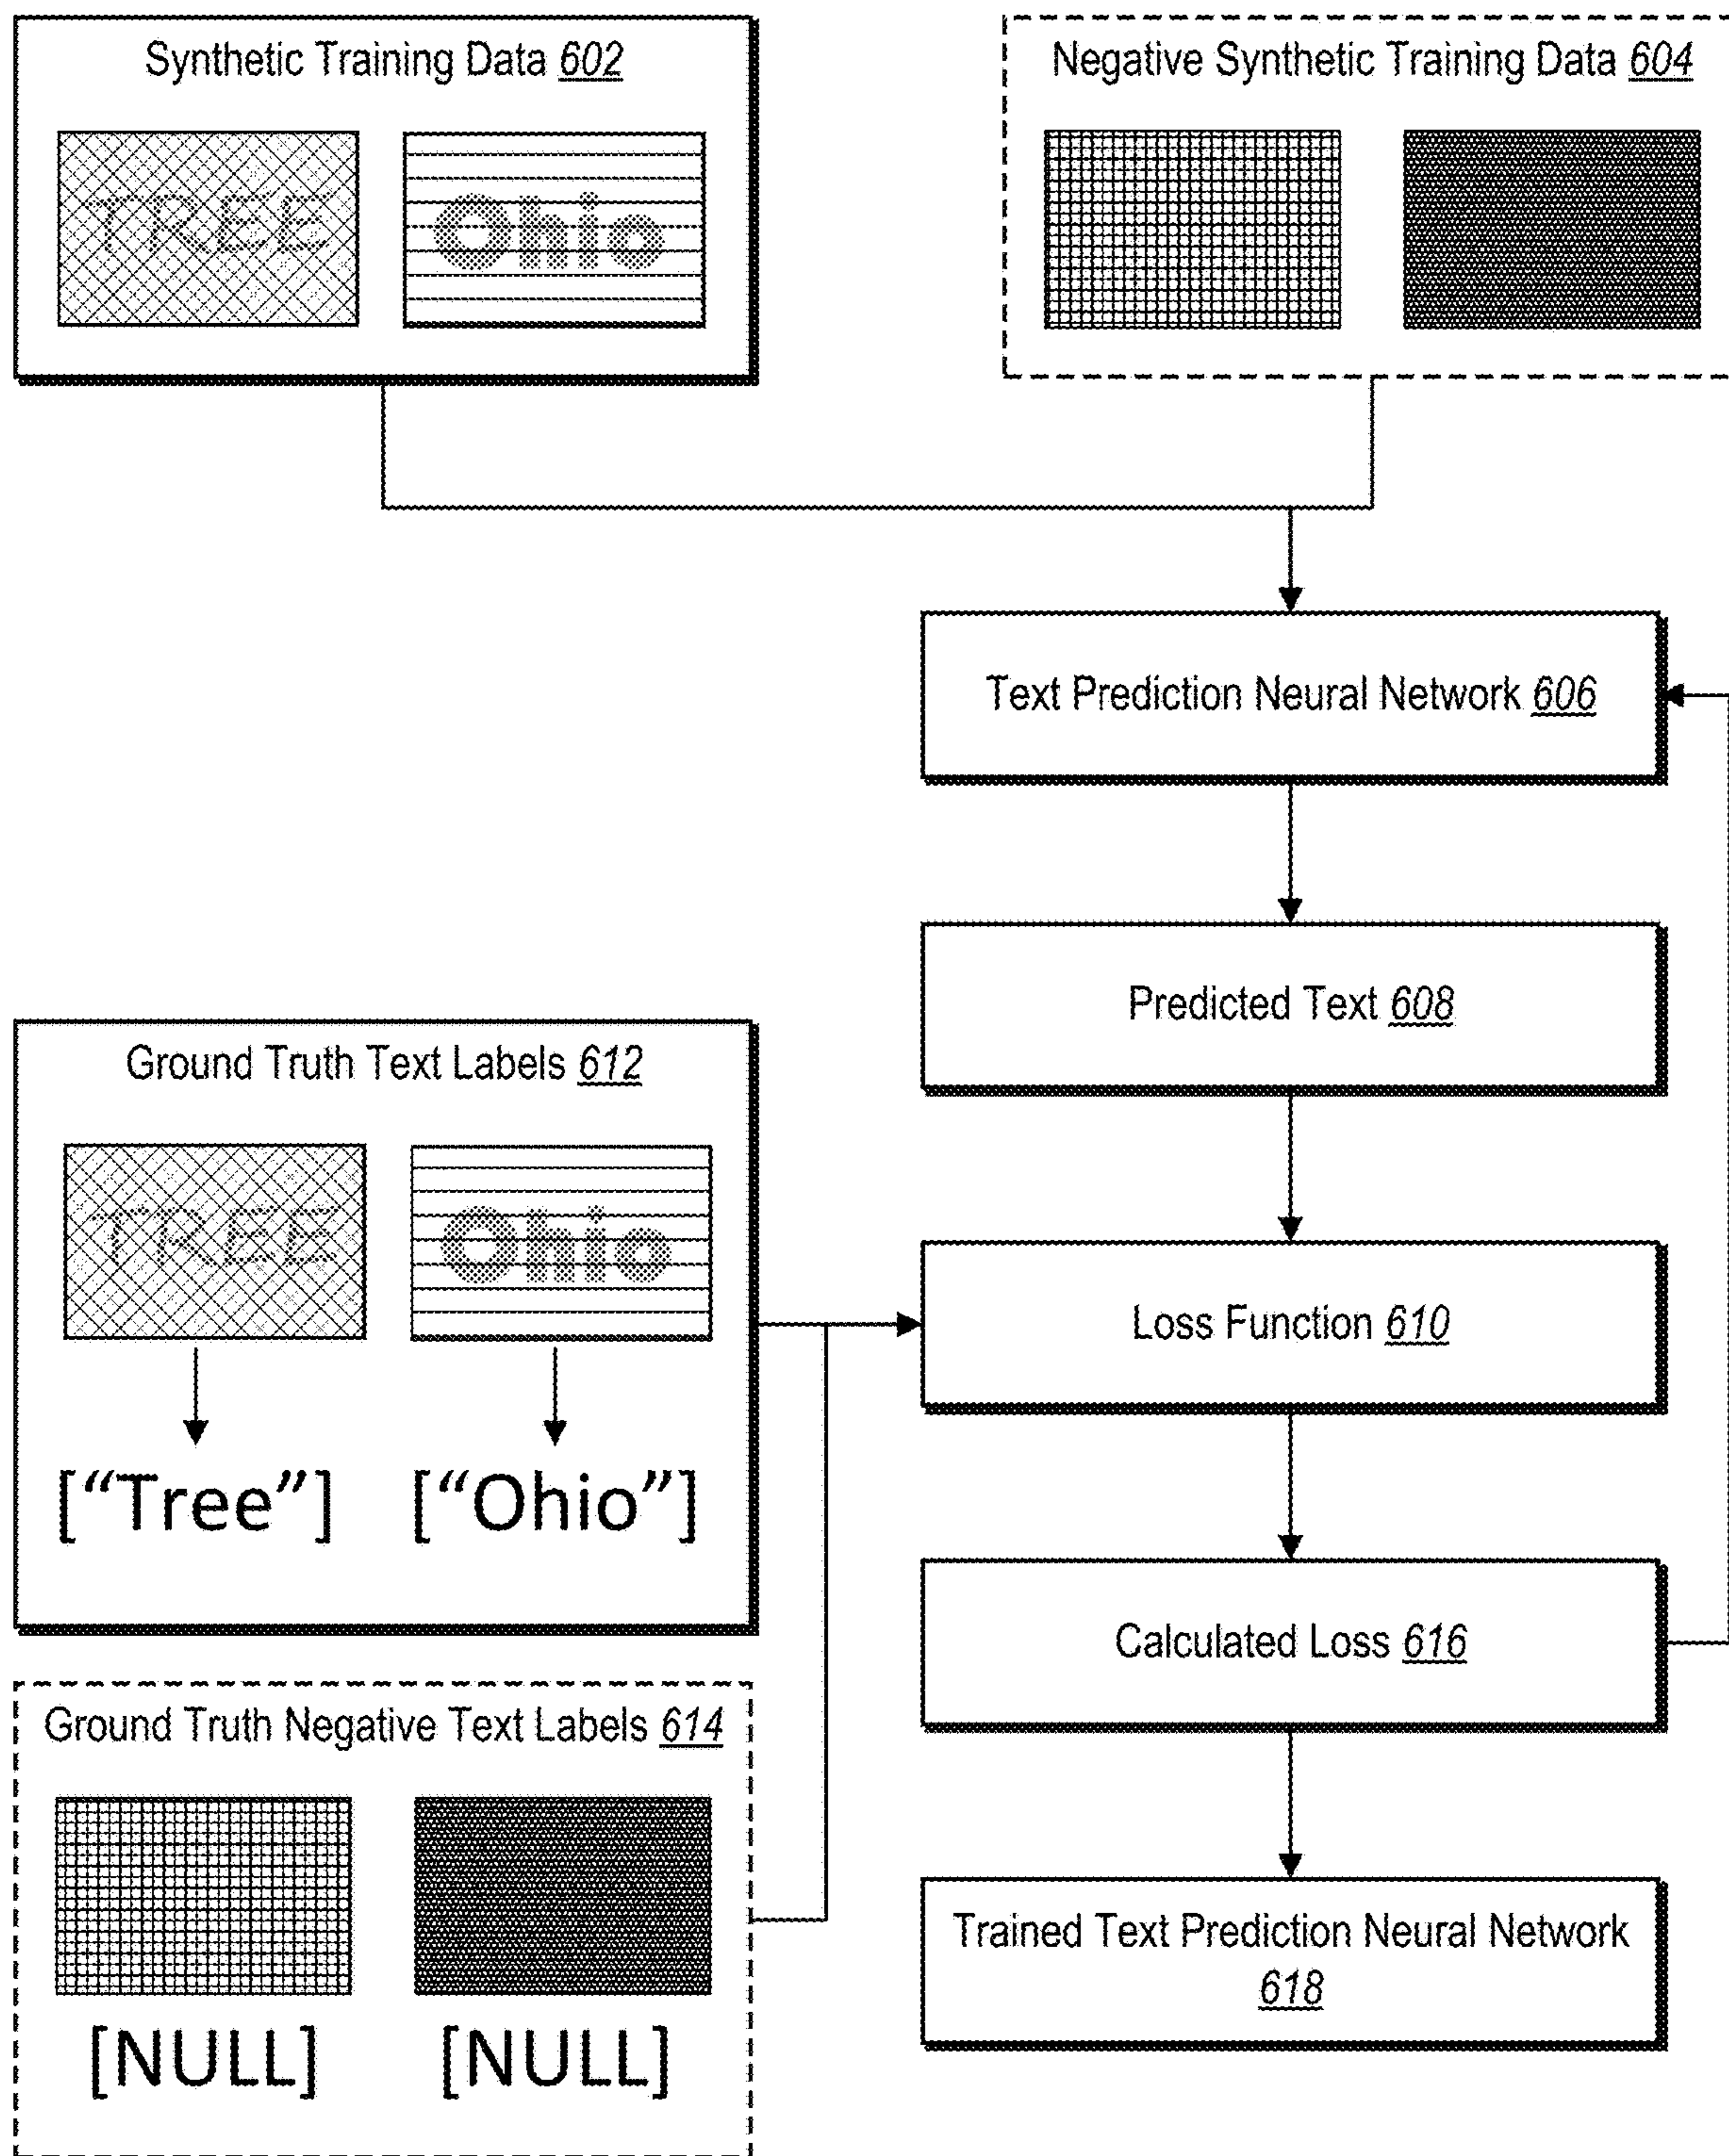 Synthetic Training Data 602
TREE
Ohio
Negative Synthetic Training Data 604
Text Prediction Neural Network 606
Predicted Text 608
Ground Truth Text Labels 612
TREE
Ohio
["Tree"]
["Ohio"]
Loss Function 610
Calculated Loss 616
Ground Truth Negative Text Labels 614
[NULL]
[NULL]
Trained Text Prediction Neural Network
618